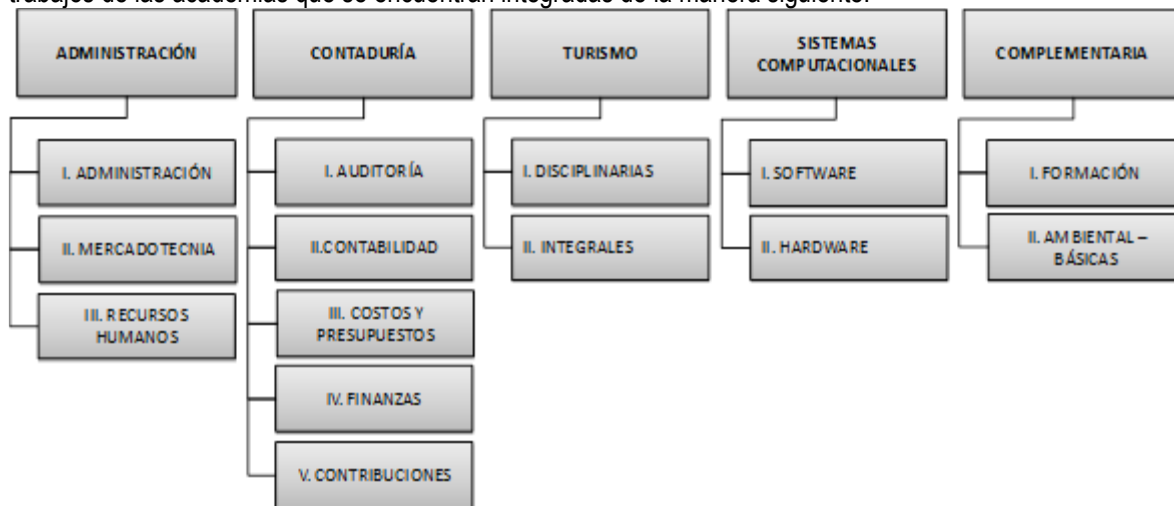 trabajos de las academias que se encuentran integradas de la manera siguiente:
ADMINISTRACIÓN
I. ADMINISTRACIÓN
II. MERCADOTECNIA
III. RECURSOS
HUMANOS
CONTADURÍA
I. AUDITORÍA
II.CONTABILIDAD
III. COSTOS Y
PRESUPUESTOS
IV. FINANZAS
V. CONTRIBUCIONES
TURISMO
I. DISCIPLINARIAS
II. INTEGRALES
SISTEMAS
COMPUTACIONALES
I. SOFTWARE
II. HARDWARE
COMPLEMENTARIA
I. FORMACIÓN
II. AMBIENTAL –
BÁSICAS